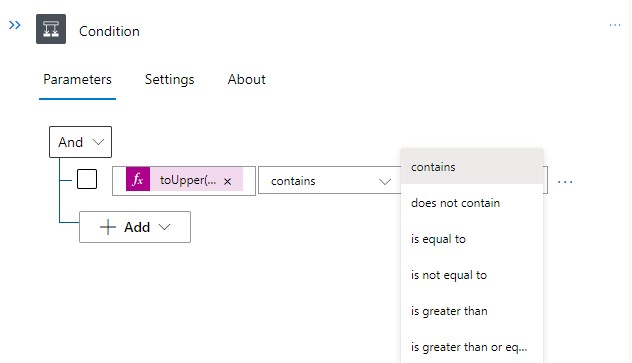 Condition
Parameters Settings About
And
fx toUpper(... × contains
Add
contains
does not contain
is equal to
is not equal to
is greater than
is greater than or eq...